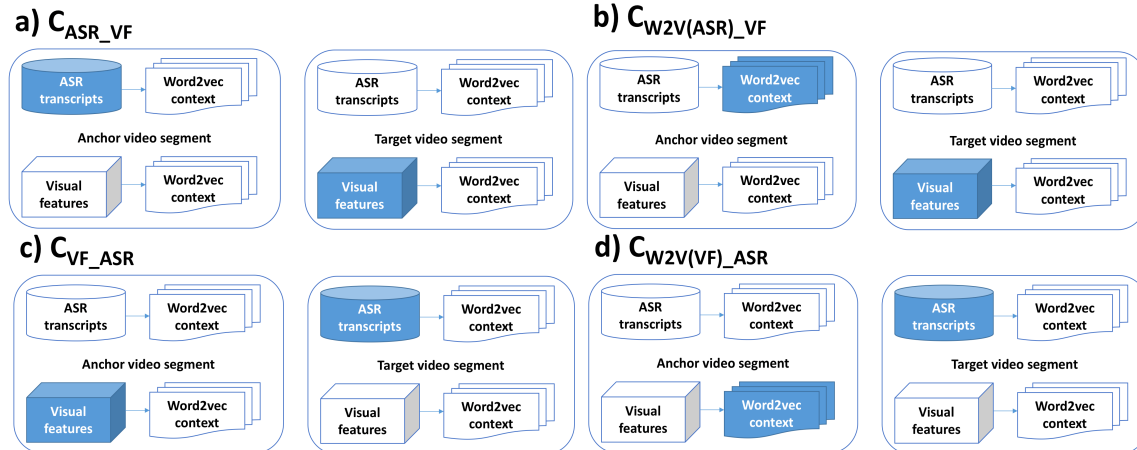 a) C_ASR_VF
ASR transcripts
Word2vec context
Anchor video segment
Visual features
Word2vec context
ASR transcripts
Word2vec context
Target video segment
Visual features
Word2vec context
b) C_W2V(ASR)_VF
ASR transcripts
Word2vec context
Anchor video segment
Visual features
Word2vec context
ASR transcripts
Word2vec context
Target video segment
Visual features
Word2vec context
c) C_VF_ASR
ASR transcripts
Word2vec context
Anchor video segment
Visual features
Word2vec context
ASR transcripts
Word2vec context
Target video segment
Visual features
Word2vec context
d) C_W2V(VF)_ASR
ASR transcripts
Word2vec context
Anchor video segment
Visual features
Word2vec context
ASR transcripts
Word2vec context
Target video segment
Visual features
Word2vec context